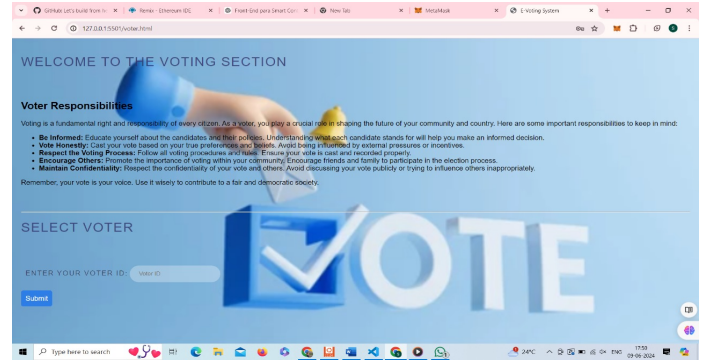 GitHub: Let's build from he
Remix - Ethereum IDE
Front-End para Smart Con
New Tab
MetaMask
E-Voting System
127.0.0.1:5501/voter.html
WELCOME TO THE VOTING SECTION
Voter Responsibilities
Voting is a fundamental right and responsibility of every citizen. As a voter, you play a crucial role in shaping the future of your community and country. Here are some important responsibilities to keep in mind:
• Be Informed: Educate yourself about the candidates and their policies. Understanding what each candidate stands for will help you make an informed decision.
• Vote Honestly: Cast your vote based on your true preferences and beliefs. Avoid being influenced by external pressures or incentives.
• Respect the Voting Process: Follow all voting procedures and rules. Ensure your vote is cast and recorded properly.
• Encourage Others: Promote the importance of voting within your community. Encourage friends and family to participate in the election process.
• Maintain Confidentiality: Respect the confidentiality of your vote and others. Avoid discussing your vote publicly or trying to influence others inappropriately.
Remember, your vote is your voice. Use it wisely to contribute to a fair and democratic society.
SELECT VOTER
ENTER YOUR VOTER ID: Voter ID
Submit
VOTE
Type here to search
24°C
ENG
17:50
09-06-2024